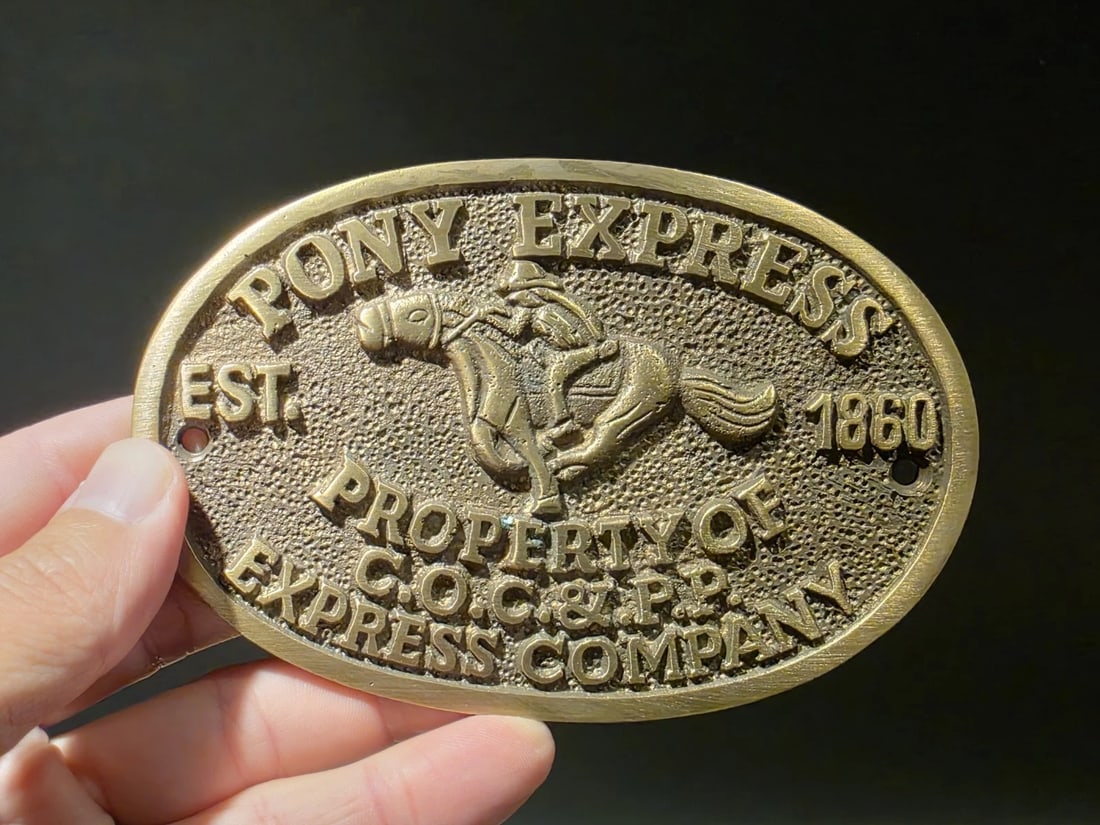 PONY EXPRESS
EST. 1860
PROPERTY OF
C.O.C.&.P.P.
EXPRESS COMPANY